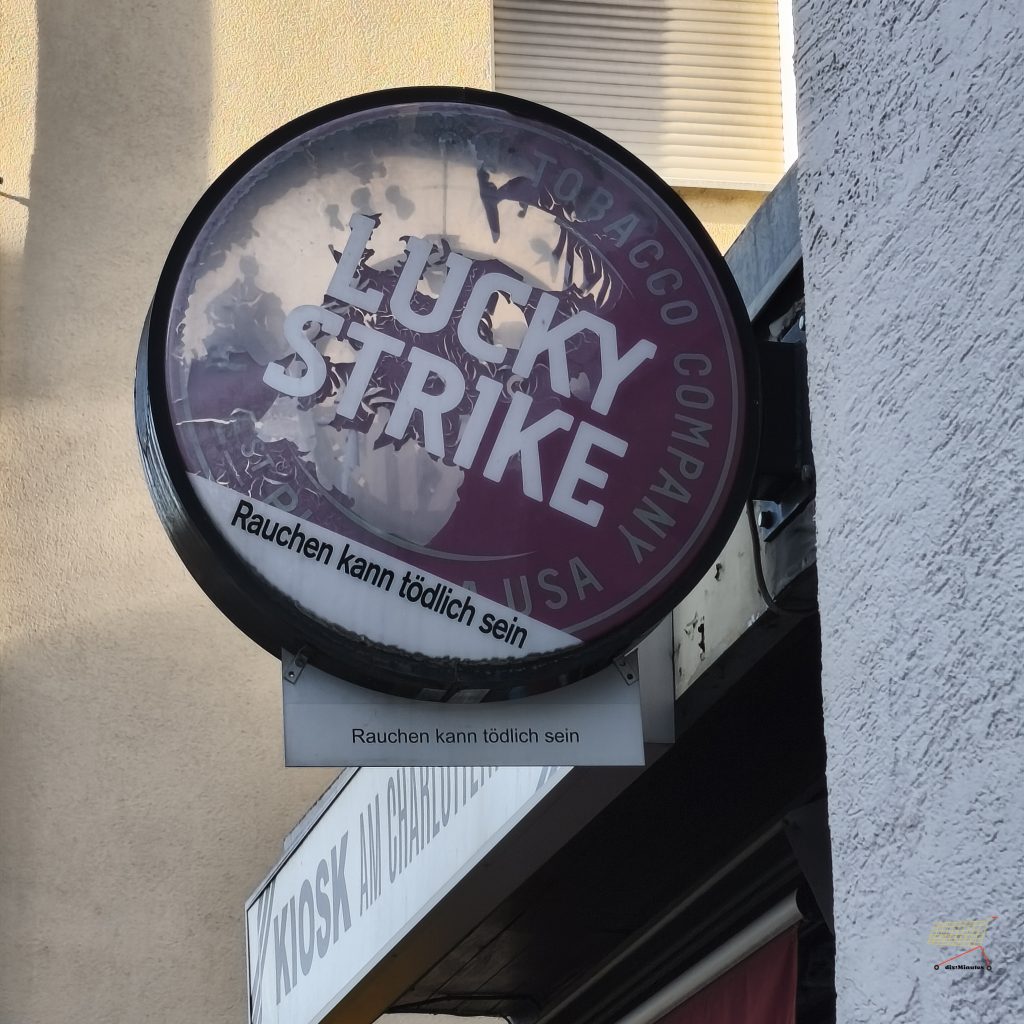 TOBACCO COMPANY
LUCKY
STRIKE
USA
Rauchen kann tödlich sein
Rauchen kann tödlich sein
KIOSK AM